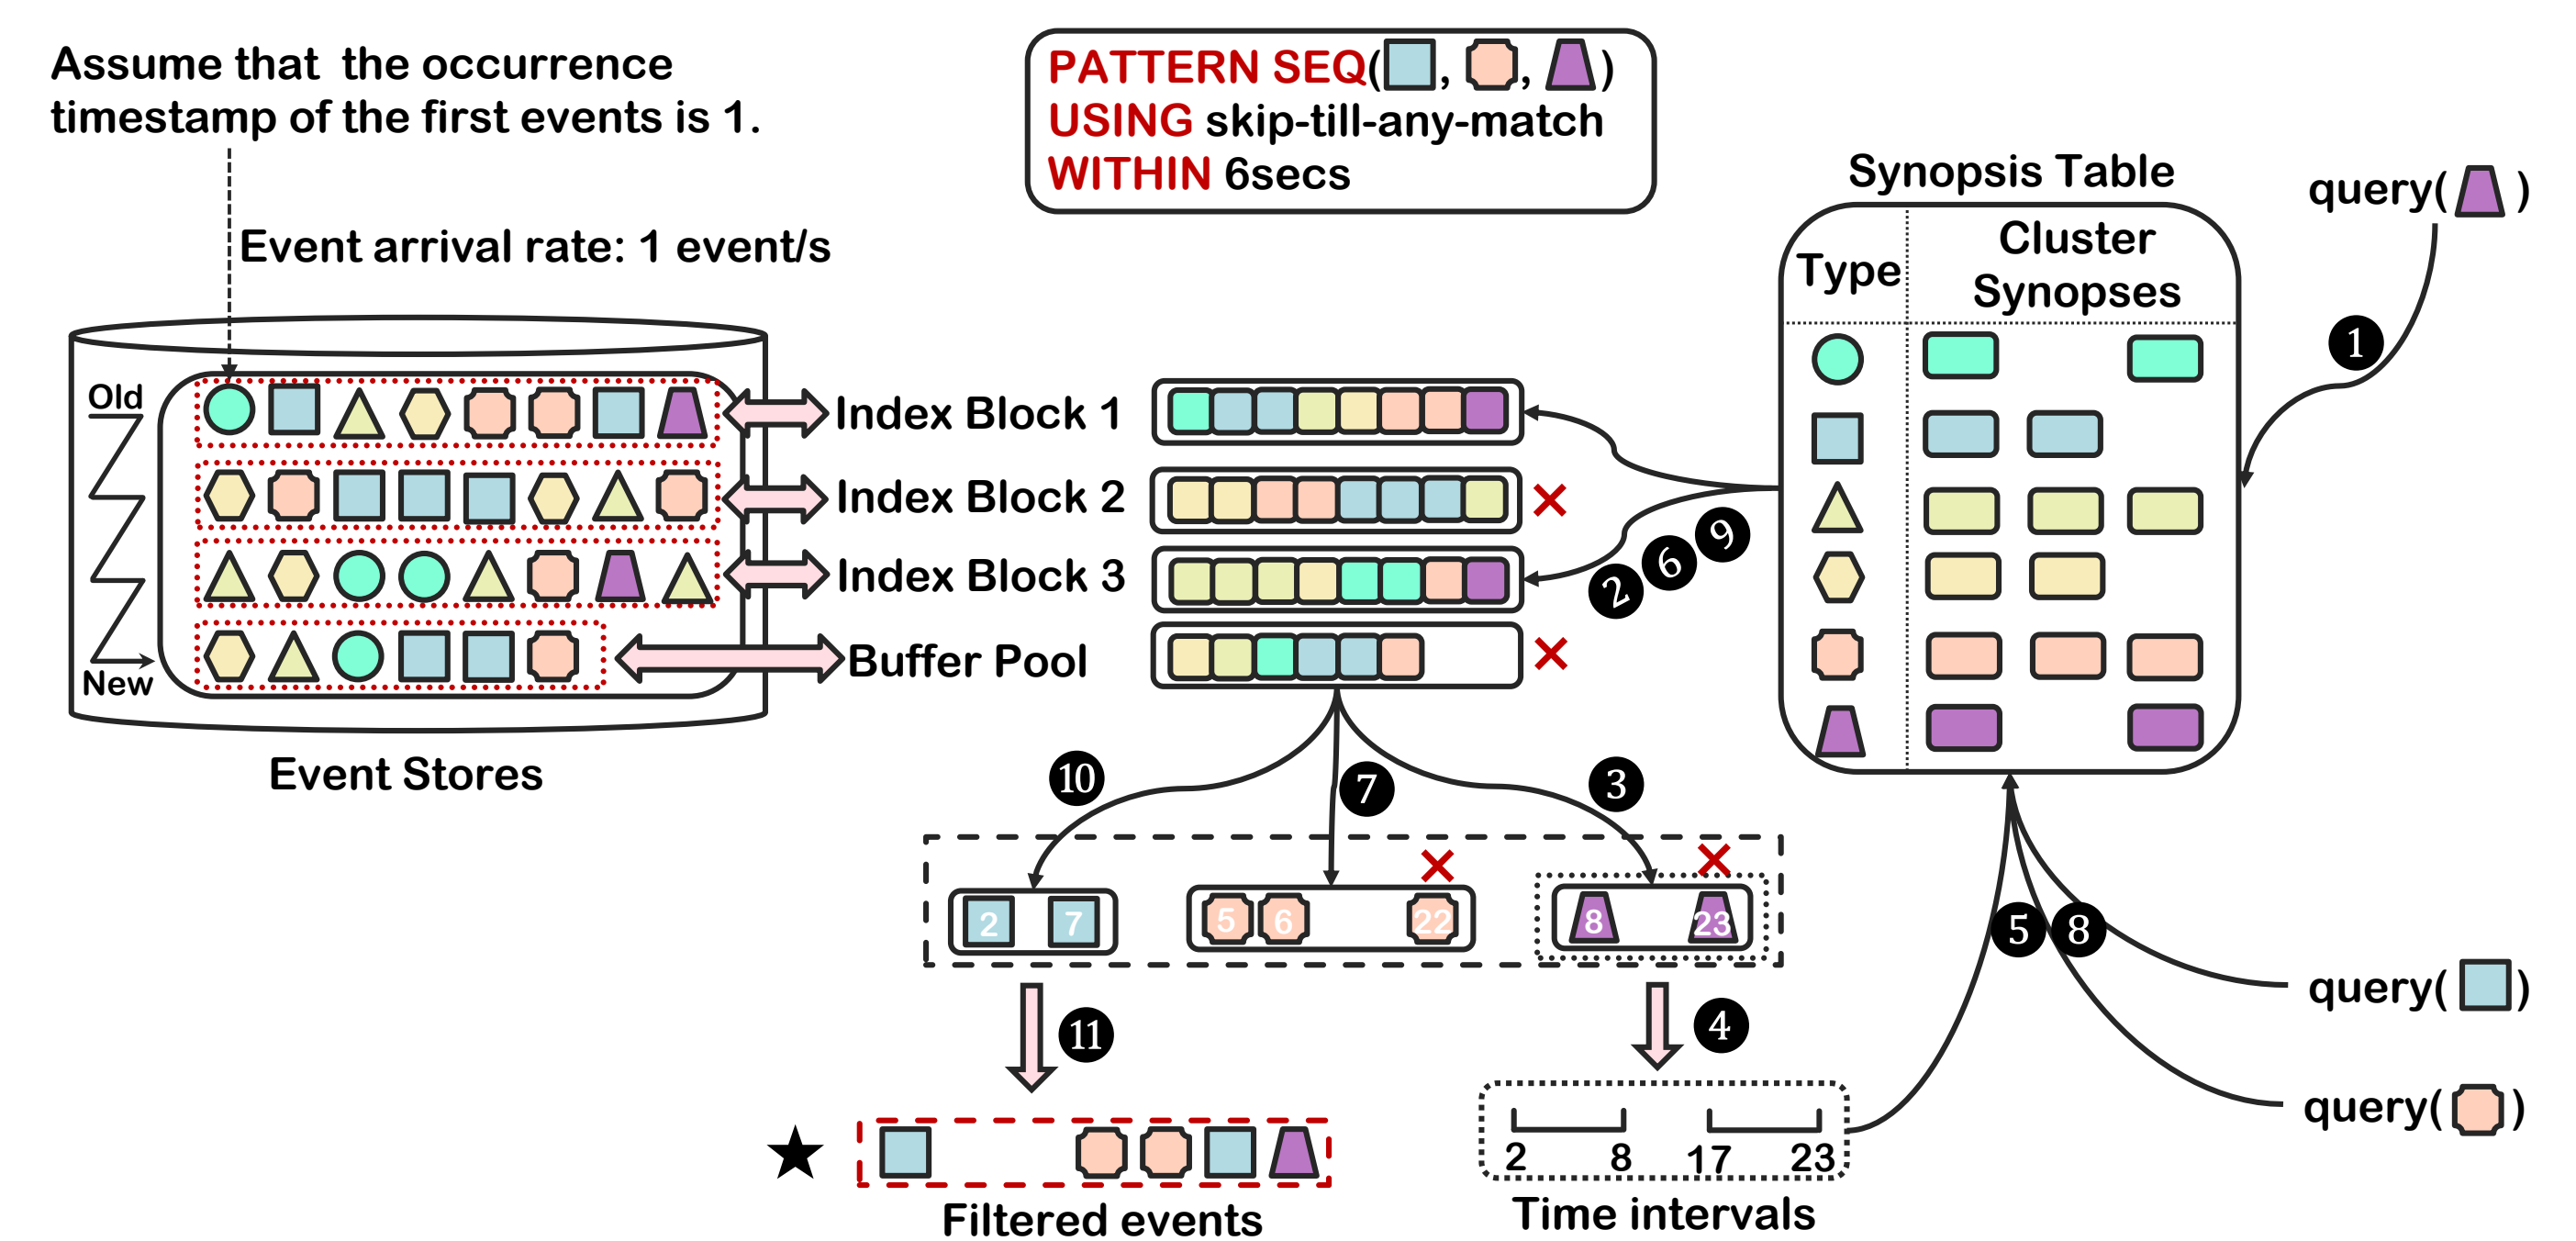 Assume that the occurrence
timestamp of the first events is 1.
Event arrival rate: 1 event/s
PATTERN SEQ( , , )
USING skip-till-any-match
WITHIN 6secs
Synopsis Table
Type
Cluster
Synopses
query( )
1
Old
New
Event Stores
Index Block 1
Index Block 2
Index Block 3
Buffer Pool
2 6 9
10
7
3
2 7
5 6 22
8 23
11
4
5 8
query( )
query( )
2 8 17 23
Time intervals
Filtered events